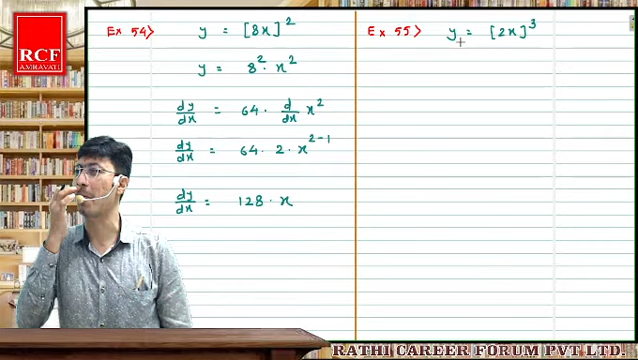 RCF
AMRAVATI
Ex 54> y = [8x]²
y = 8² · x²
dy/dx = 64 · d/dx x²
dy/dx = 64 · 2 · x²⁻¹
dy/dx = 128 · x
Ex 55> y = [2x]³
RATHI CAREER FORUM PVT LTD.